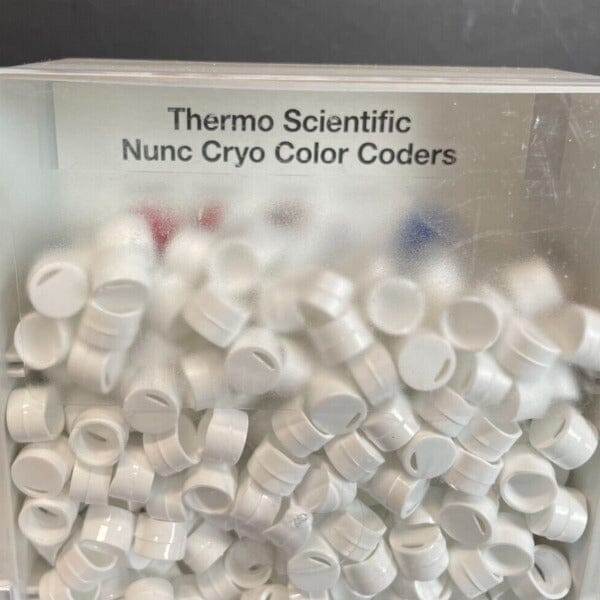 Thermo Scientific
Nunc Cryo Color Coders